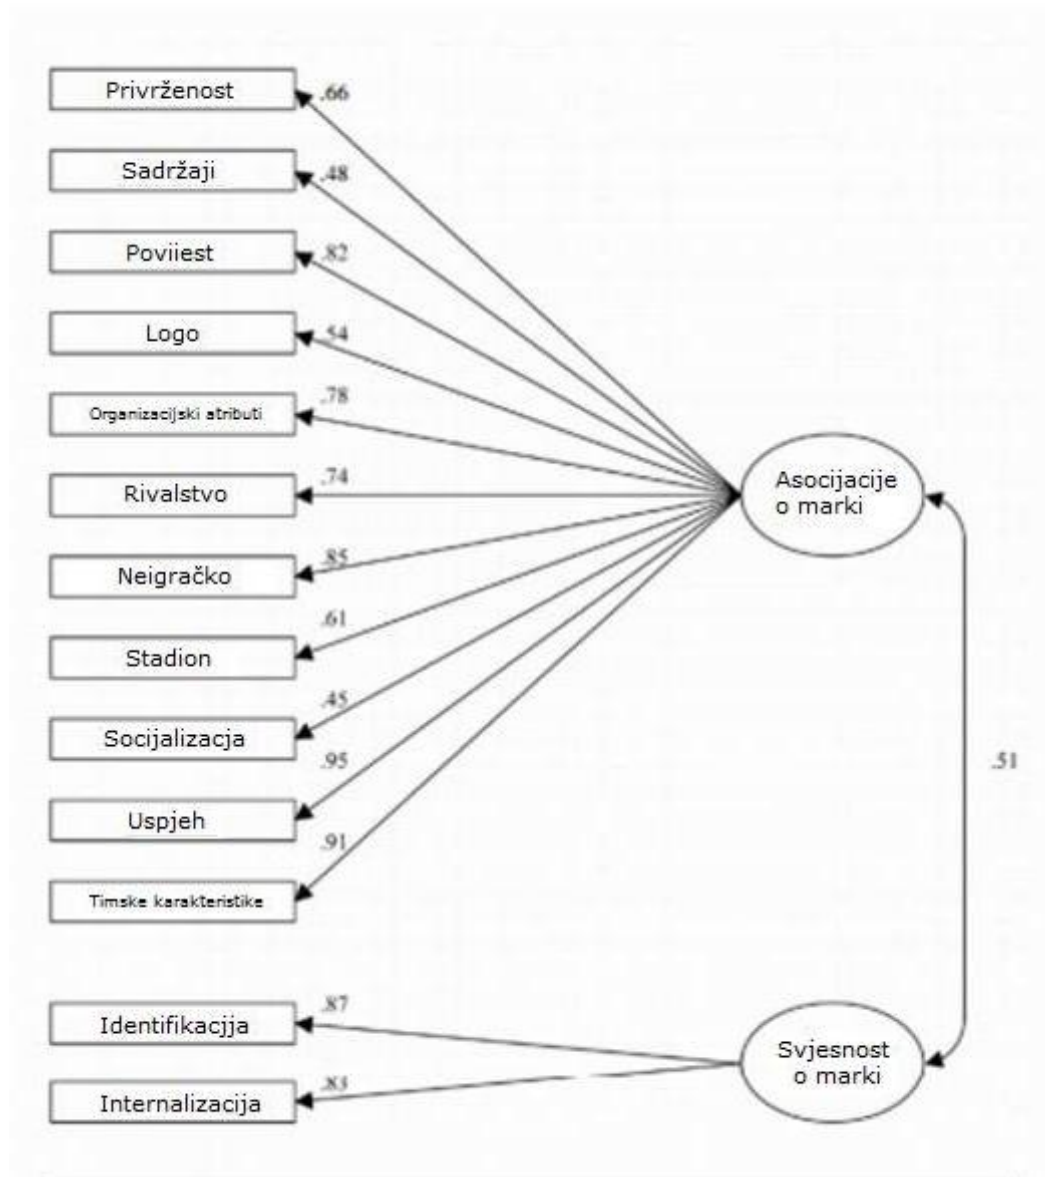 Privrženost
.66
Sadržaji
.48
Poviiest
.82
Logo
.54
Organizacijski atributi
.78
Rivalstvo
.74
Neigračko
.85
Stadion
.61
Socijalizacja
.45
Uspjeh
.95
Timske karakteristike
.91
Asocijacije
o marki
.51
Identifikacjja
.87
Internalizacija
.83
Svjesnost
o marki